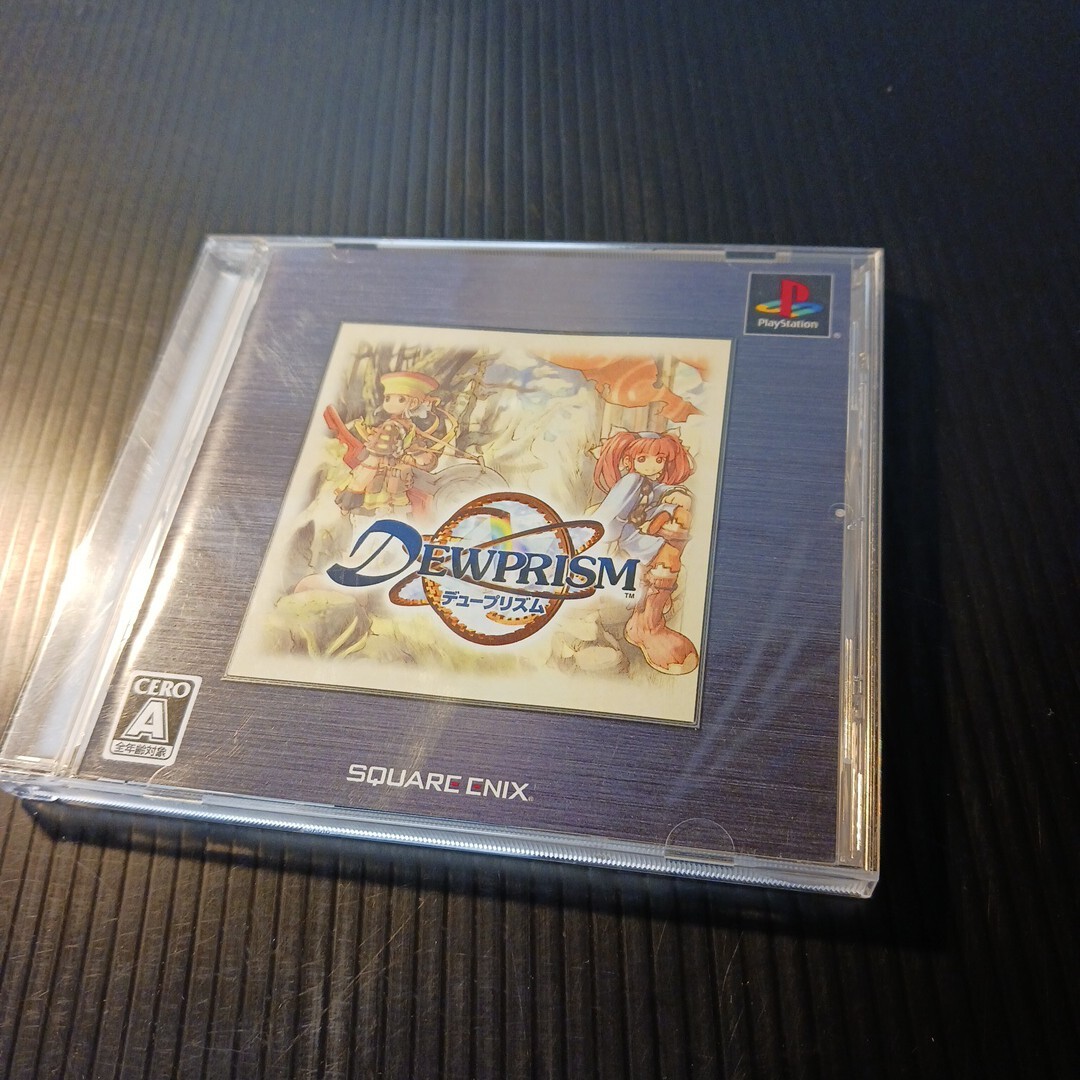 PlayStation
DEWPRISM
TM
デュープリズム
CERO
A
全年齢対象
SQUARE ENIX